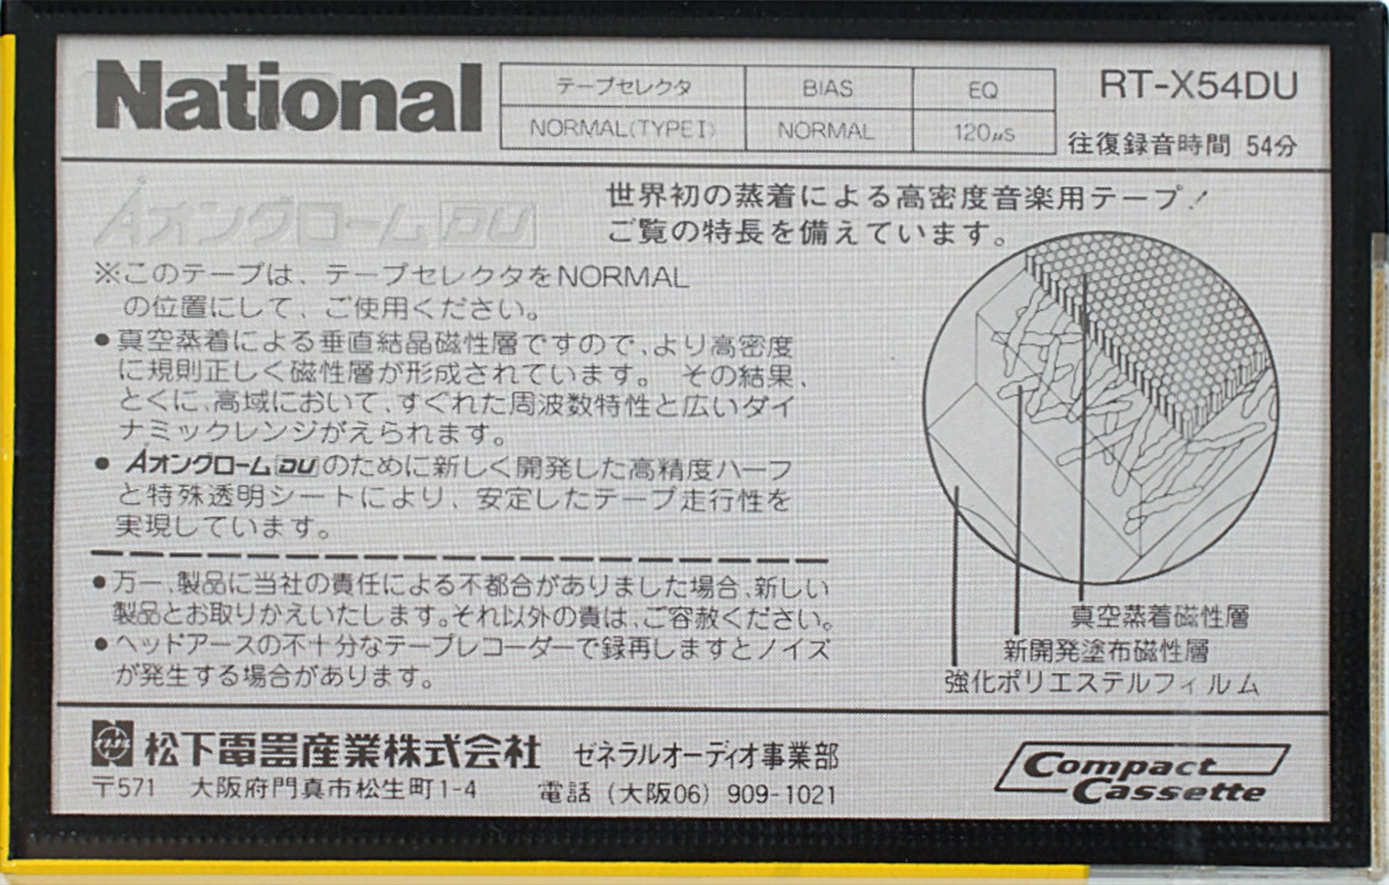 National
テープセレクタ BIAS EQ
NORMAL(TYPE I) NORMAL 120μs
RT-X54DU
往復録音時間 54分
Åオングローム DU
世界初の蒸着による高密度音楽用テープ!
ご覧の特長を備えています。
※このテープは、テープセレクタをNORMAL
の位置にして、ご使用ください。
●真空蒸着による垂直結晶磁性層ですので、より高密度
に規則正しく磁性層が形成されています。 その結果、
とくに、高域において、すぐれた周波数特性と広いダイ
ナミックレンジがえられます。
●Åオングローム DU のために新しく開発した高精度ハーフ
と特殊透明シートにより、安定したテープ走行性を
実現しています。
●万一、製品に当社の責任による不都合がありました場合、新しい
製品とお取りかえいたします。それ以外の責は、ご容赦ください。
●ヘッドアースの不十分なテープレコーダーで録再しますとノイズ
が発生する場合があります。
真空蒸着磁性層
新開発塗布磁性層
強化ポリエステルフィルム
ナショナル
松下電器産業株式会社 ゼネラルオーディオ事業部
〒571 大阪府門真市松生町1-4 電話(大阪06)909-1021
Compact
Cassette